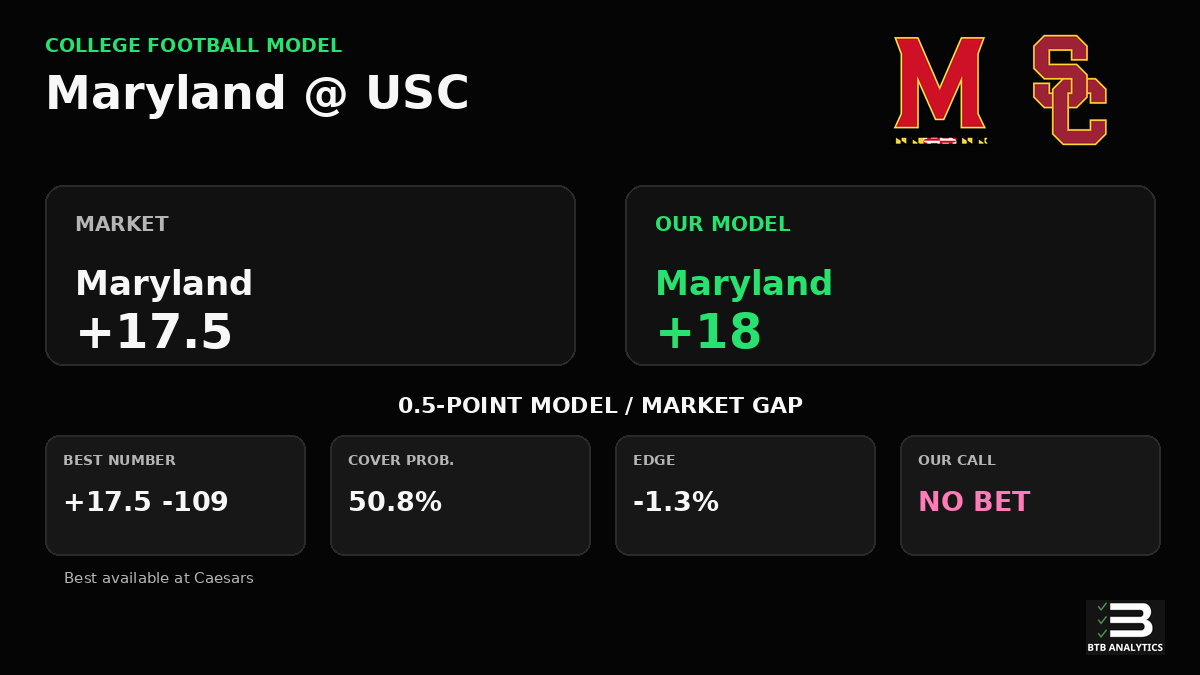 COLLEGE FOOTBALL MODEL
Maryland @ USC
M
SC
MARKET
Maryland
+17.5
OUR MODEL
Maryland
+18
0.5-POINT MODEL / MARKET GAP
BEST NUMBER
+17.5 -109
COVER PROB.
50.8%
EDGE
-1.3%
OUR CALL
NO BET
Best available at Caesars
B
BTB ANALYTICS